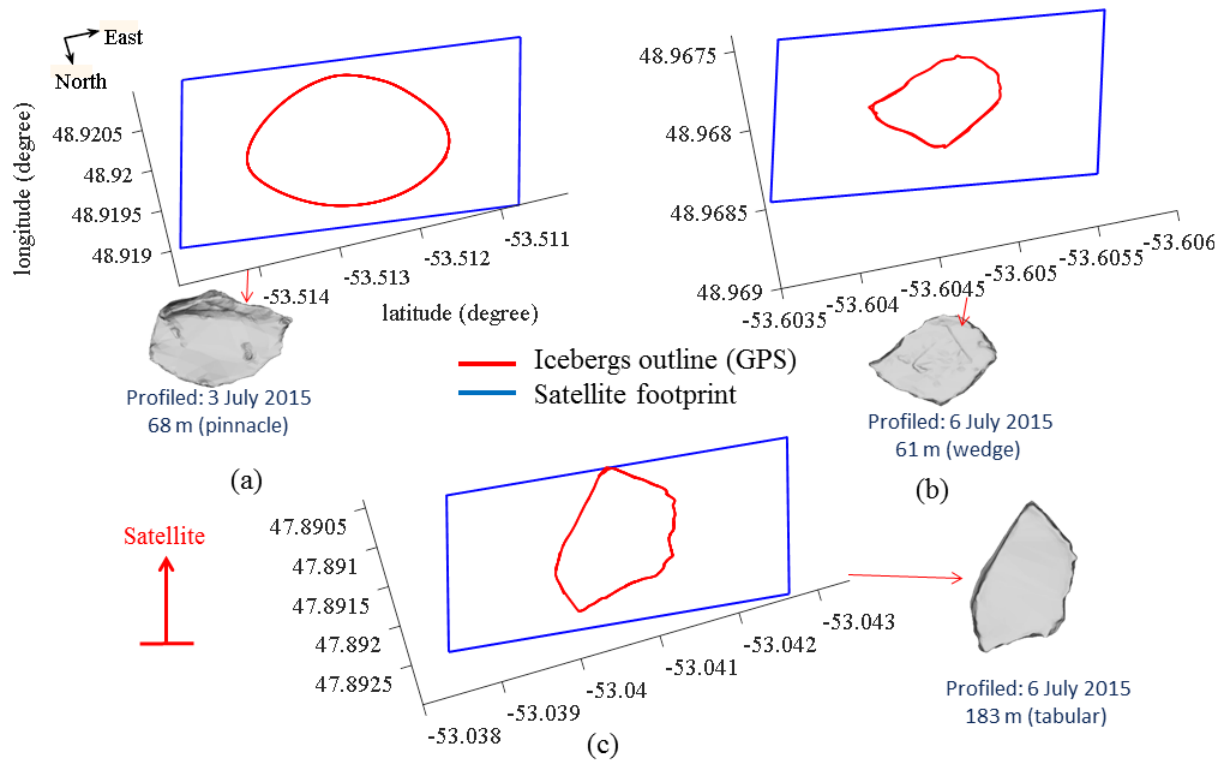 East
North
longitude (degree)
48.9205
48.92
48.9195
48.919
-53.514
-53.513
-53.512
-53.511
latitude (degree)
Profiled: 3 July 2015
68 m (pinnacle)
(a)
48.9675
48.968
48.9685
48.969
-53.6035
-53.604
-53.6045
-53.605
-53.6055
-53.606
Icebergs outline (GPS)
Satellite footprint
Profiled: 6 July 2015
61 m (wedge)
(b)
Satellite
47.8905
47.891
47.8915
47.892
47.8925
-53.038
-53.039
-53.04
-53.041
-53.042
-53.043
(c)
Profiled: 6 July 2015
183 m (tabular)